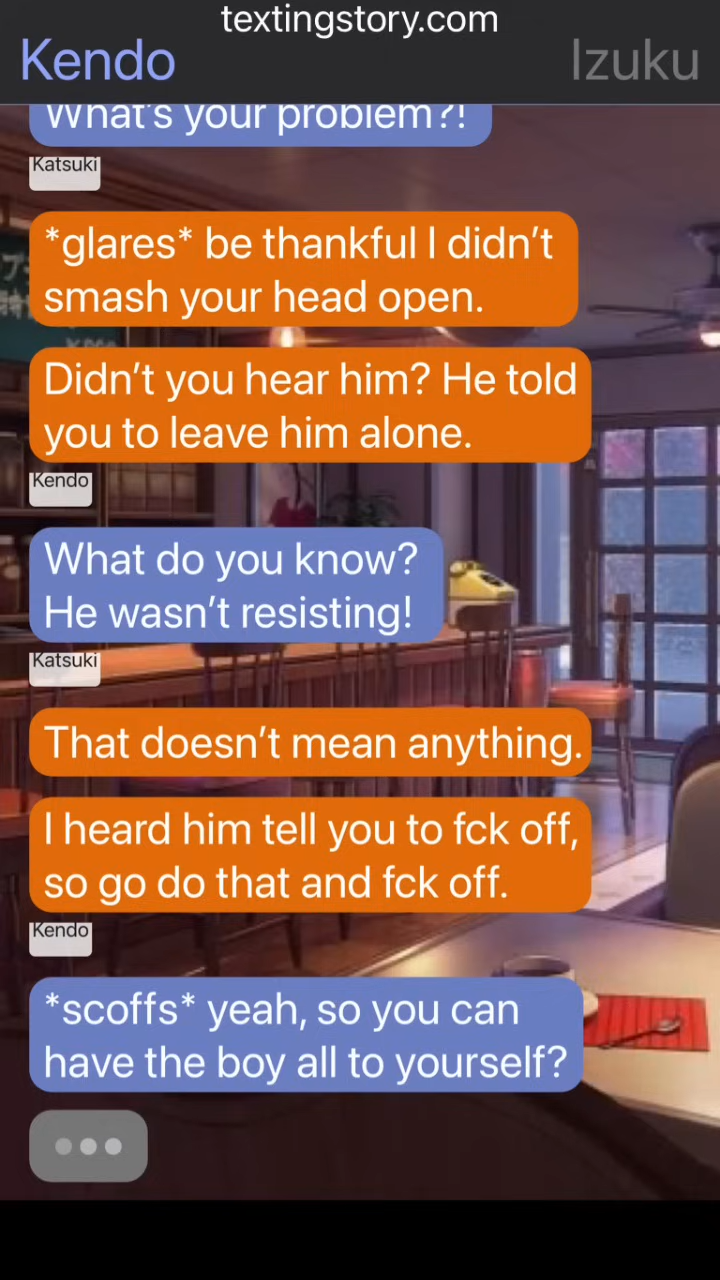 textingstory.com
Kendo
Izuku
What's your problem?!
Katsuki
*glares* be thankful I didn't
smash your head open.
Didn't you hear him? He told
you to leave him alone.
Kendo
What do you know?
He wasn't resisting!
Katsuki
That doesn't mean anything.
I heard him tell you to fck off,
so go do that and fck off.
Kendo
*scoffs* yeah, so you can
have the boy all to yourself?